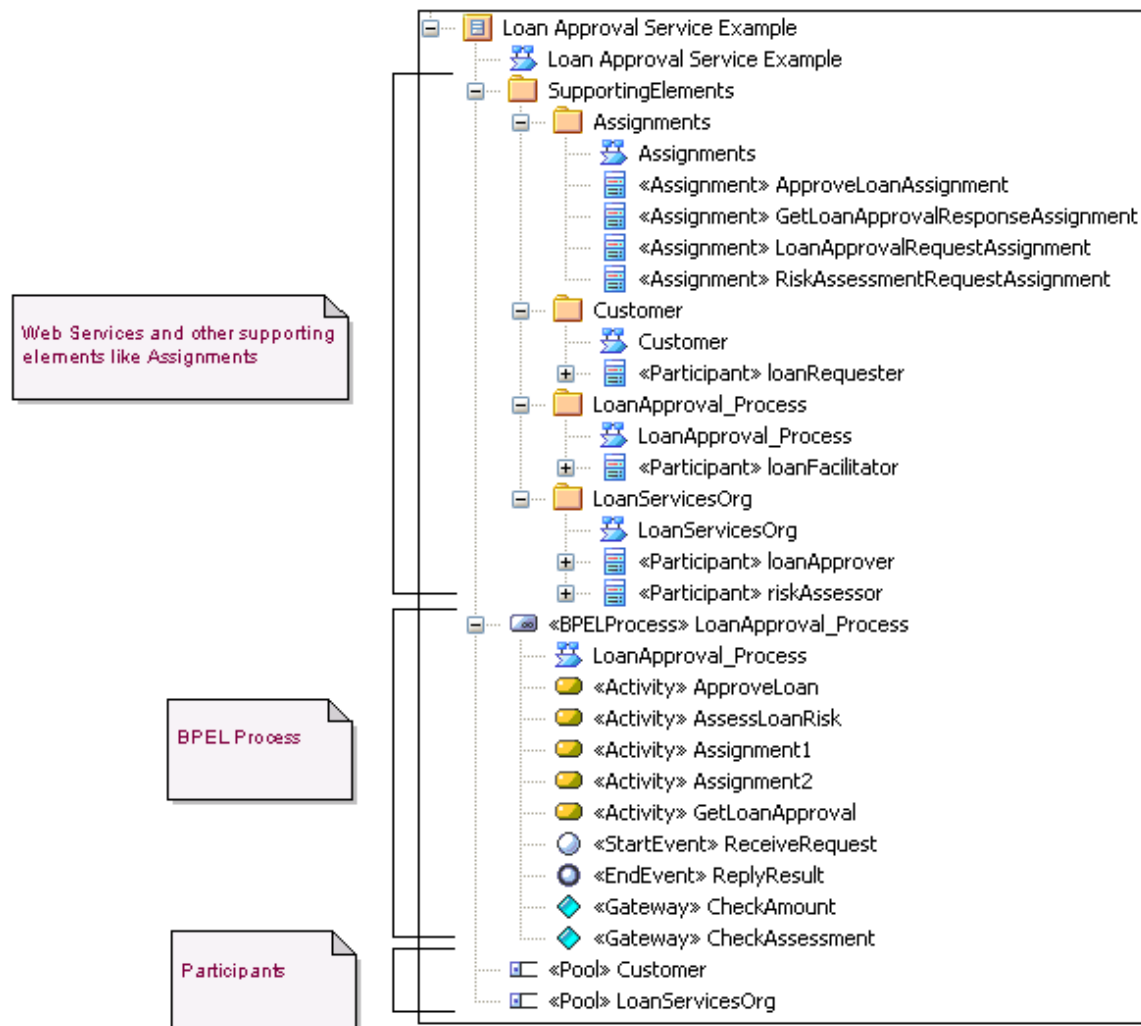 Loan Approval Service Example
Loan Approval Service Example
SupportingElements
Assignments
Assignments
«Assignment» ApproveLoanAssignment
«Assignment» GetLoanApprovalResponseAssignment
«Assignment» LoanApprovalRequestAssignment
«Assignment» RiskAssessmentRequestAssignment
Customer
Customer
«Participant» loanRequester
LoanApproval_Process
LoanApproval_Process
«Participant» loanFacilitator
LoanServicesOrg
LoanServicesOrg
«Participant» loanApprover
«Participant» riskAssessor
«BPELProcess» LoanApproval_Process
LoanApproval_Process
«Activity» ApproveLoan
«Activity» AssessLoanRisk
«Activity» Assignment1
«Activity» Assignment2
«Activity» GetLoanApproval
«StartEvent» ReceiveRequest
«EndEvent» ReplyResult
«Gateway» CheckAmount
«Gateway» CheckAssessment
«Pool» Customer
«Pool» LoanServicesOrg
Web Services and other supporting
elements like Assignments
BPEL Process
Participants